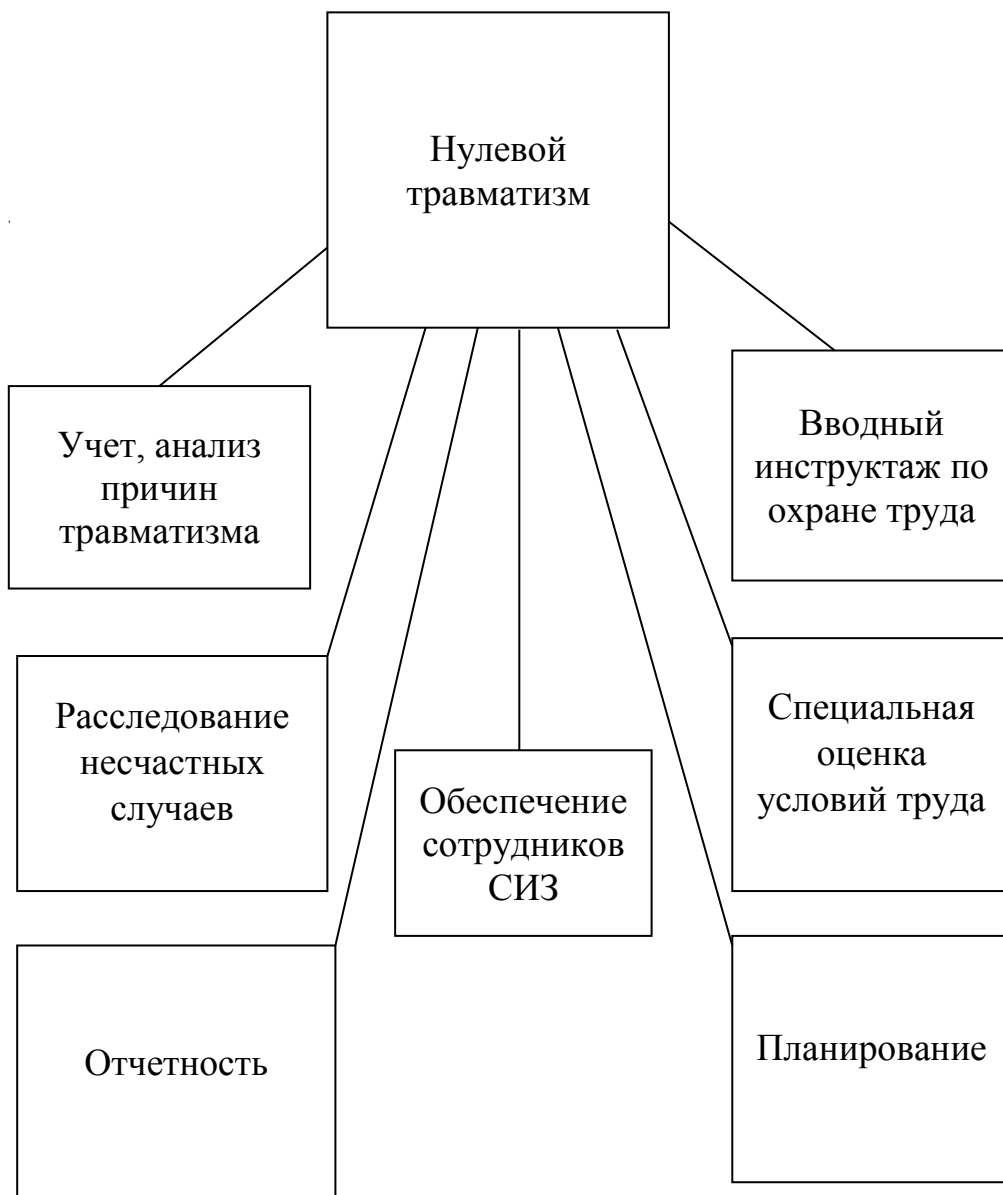 Нулевой
травматизм
Учет, анализ
причин
травматизма
Вводный
инструктаж по
охране труда
Расследование
несчастных
случаев
Обеспечение
сотрудников
СИЗ
Специальная
оценка
условий труда
Отчетность
Планирование